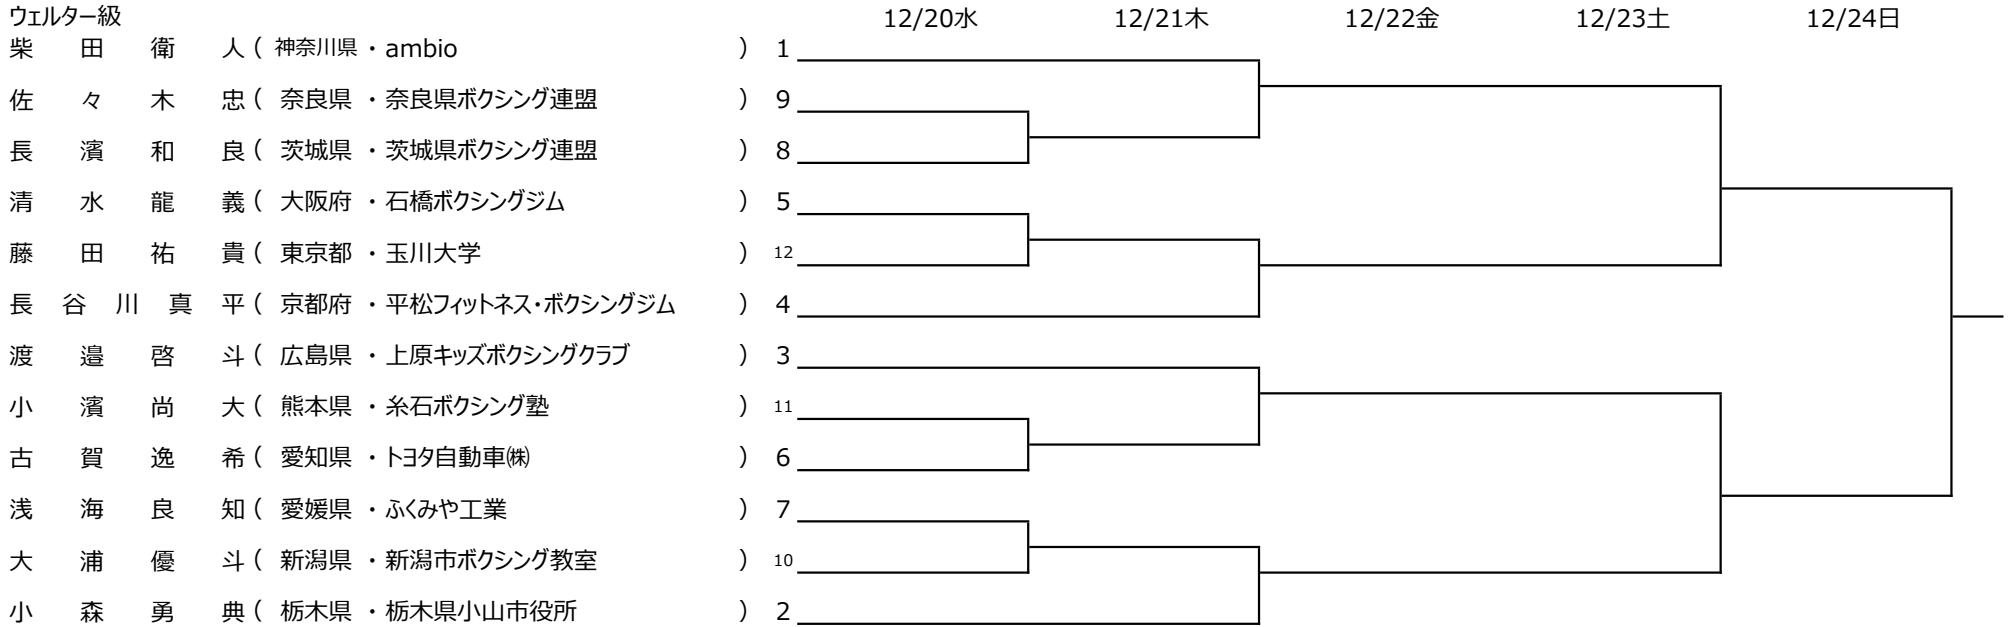 ウェルター級 12/20水 12/21木 12/22金 12/23土 12/24日
柴田衛人( 神奈川県・ambio ) 1
佐々木忠( 奈良県・奈良県ボクシング連盟 ) 9
長濱和良( 茨城県・茨城県ボクシング連盟 ) 8
清水龍義( 大阪府・石橋ボクシングジム ) 5
藤田祐貴( 東京都・玉川大学 ) 12
長谷川真平( 京都府・平松フィットネス・ボクシングジム ) 4
渡邉啓斗( 広島県・上原キッズボクシングクラブ ) 3
小濱尚大( 熊本県・糸石ボクシング塾 ) 11
古賀逸希( 愛知県・トヨタ自動車㈱ ) 6
浅海良知( 愛媛県・ふくみや工業 ) 7
大浦優斗( 新潟県・新潟市ボクシング教室 ) 10
小森勇典( 栃木県・栃木県小山市役所 ) 2